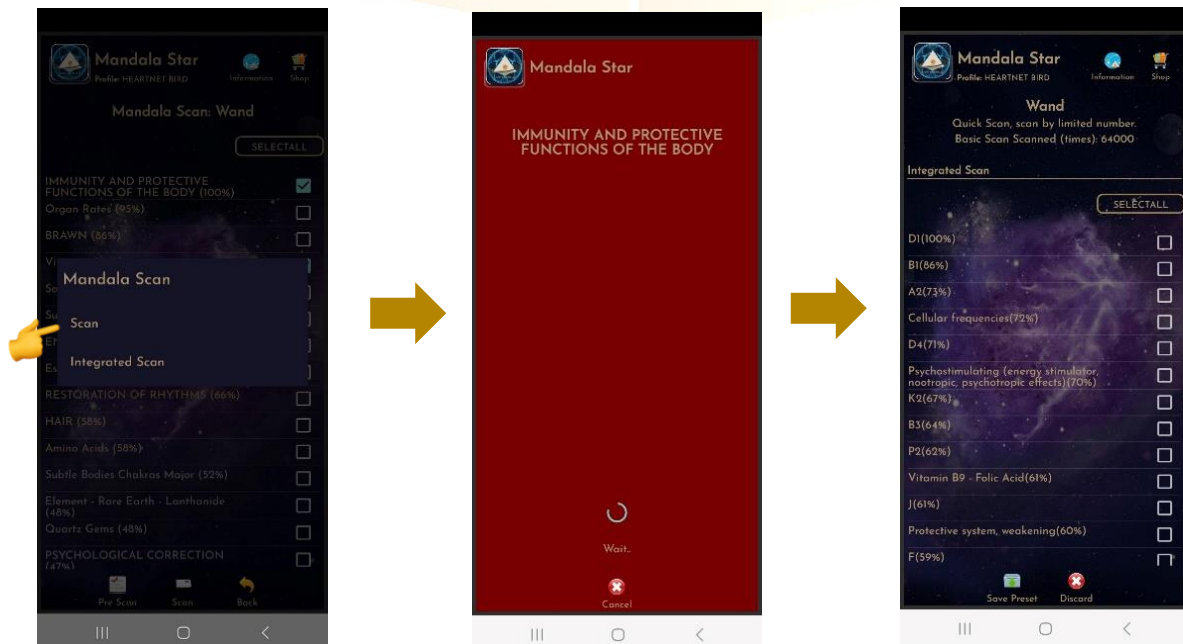 Mandala Star
Profile: HEARTNET BIRD
Information
Shop
Mandala Scan: Wand
SELECTALL
IMMUNITY AND PROTECTIVE
FUNCTIONS OF THE BODY (100%)
Organ Rates (95%)
BRAWN (86%)
Mandala Scan
Scan
Integrated Scan
RESTORATION OF RHYTHMS (66%)
HAIR (58%)
Amino Acids (58%)
Subtle Bodies Chakras Major (52%)
Element - Rare Earth - Lanthanide
(48%)
Quartz Gems (48%)
PSYCHOLOGICAL CORRECTION
(47%)
Pre Scan
Scan
Back
Mandala Star
IMMUNITY AND PROTECTIVE
FUNCTIONS OF THE BODY
Wait..
Cancel
Mandala Star
Profile: HEARTNET BIRD
Information
Shop
Wand
Quick Scan, scan by limited number.
Basic Scan Scanned (times): 64000
Integrated Scan
SELECTALL
D1(100%)
B1(86%)
A2(73%)
Cellular frequencies(72%)
D4(71%)
Psychostimulating (energy stimulator,
nootropic, psychotropic effects)(70%)
K2(67%)
B3(64%)
P2(62%)
Vitamin B9 - Folic Acid(61%)
J(61%)
Protective system, weakening(60%)
F(59%)
Save Preset
Discard